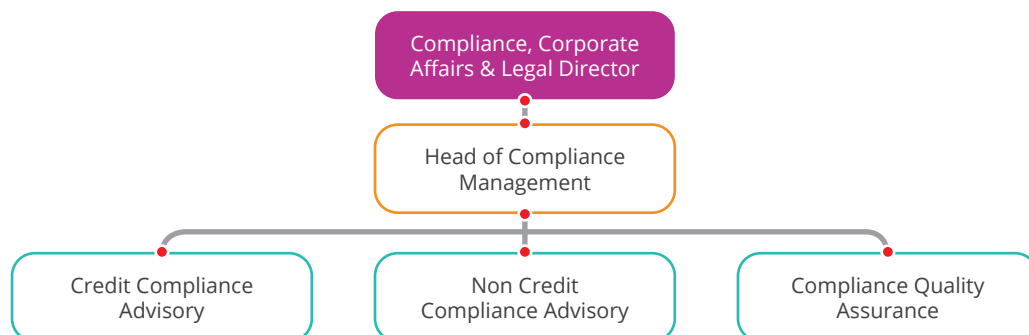 Compliance, Corporate
Affairs & Legal Director
Head of Compliance
Management
Credit Compliance
Advisory
Non Credit
Compliance Advisory
Compliance Quality
Assurance